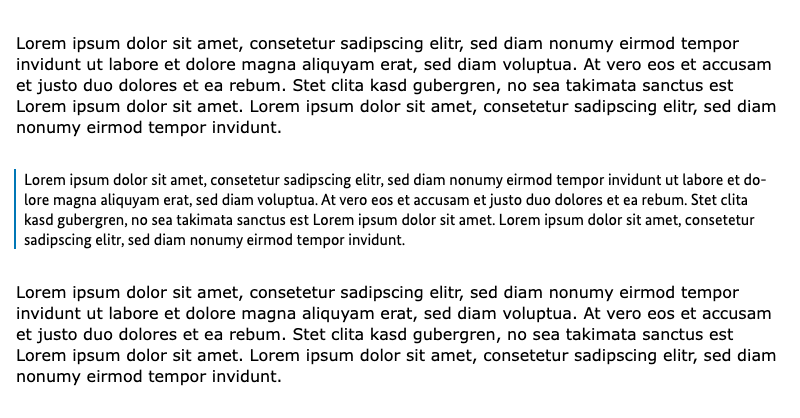 Lorem ipsum dolor sit amet, consetetur sadipscing elitr, sed diam nonumy eirmod tempor
invidunt ut labore et dolore magna aliquyam erat, sed diam voluptua. At vero eos et accusam
et justo duo dolores et ea rebum. Stet clita kasd gubergren, no sea takimata sanctus est
Lorem ipsum dolor sit amet. Lorem ipsum dolor sit amet, consetetur sadipscing elitr, sed diam
nonumy eirmod tempor invidunt.
Lorem ipsum dolor sit amet, consetetur sadipscing elitr, sed diam nonumy eirmod tempor invidunt ut labore et do-
lore magna aliquyam erat, sed diam voluptua. At vero eos et accusam et justo duo dolores et ea rebum. Stet clita
kasd gubergren, no sea takimata sanctus est Lorem ipsum dolor sit amet. Lorem ipsum dolor sit amet, consetetur
sadipscing elitr, sed diam nonumy eirmod tempor invidunt.
Lorem ipsum dolor sit amet, consetetur sadipscing elitr, sed diam nonumy eirmod tempor
invidunt ut labore et dolore magna aliquyam erat, sed diam voluptua. At vero eos et accusam
et justo duo dolores et ea rebum. Stet clita kasd gubergren, no sea takimata sanctus est
Lorem ipsum dolor sit amet. Lorem ipsum dolor sit amet, consetetur sadipscing elitr, sed diam
nonumy eirmod tempor invidunt.